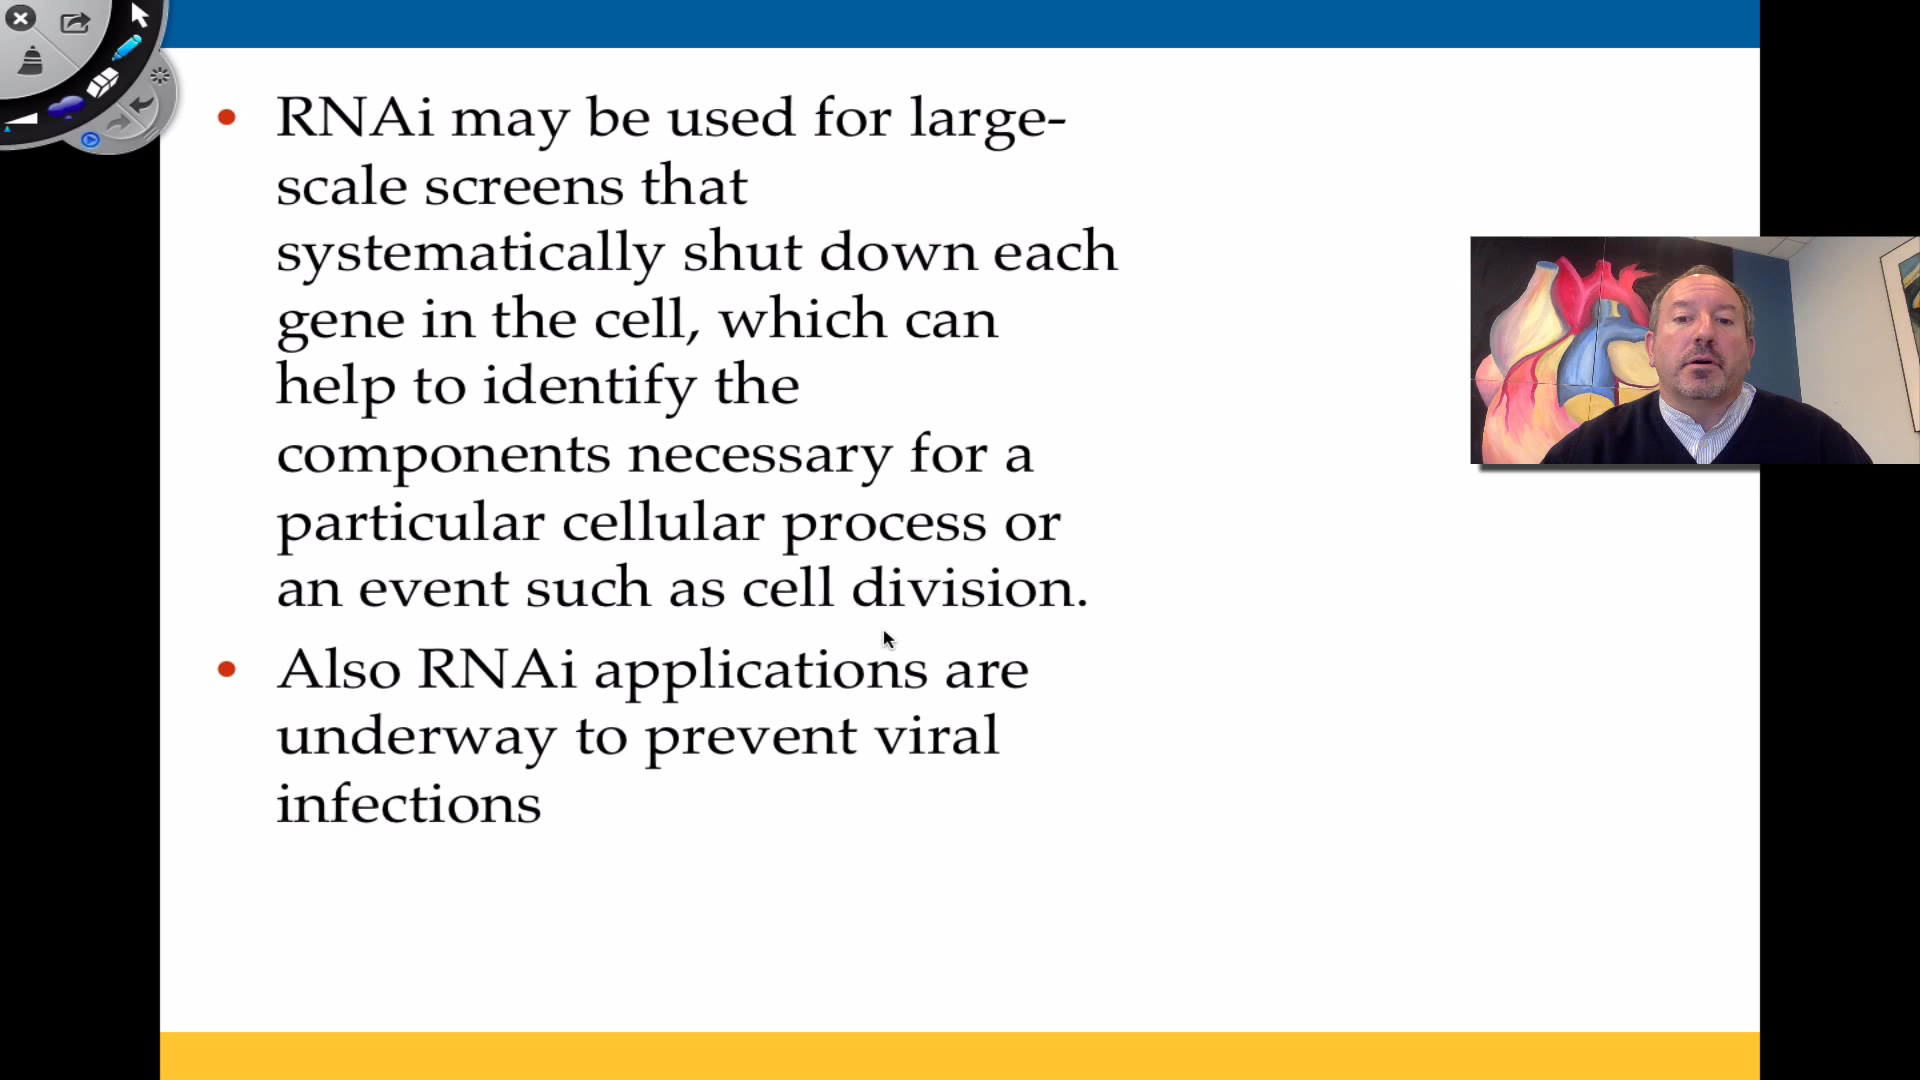 • RNAi may be used for large-
scale screens that
systematically shut down each
gene in the cell, which can
help to identify the
components necessary for a
particular cellular process or
an event such as cell division.
• Also RNAi applications are
underway to prevent viral
infections